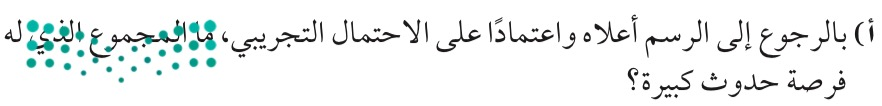 أ) بالرجوع إلى الرسم أعلاه واعتمادًا على الاحتمال التجريبي، ما المجموع الذي له
فرصة حدوث كبيرة؟